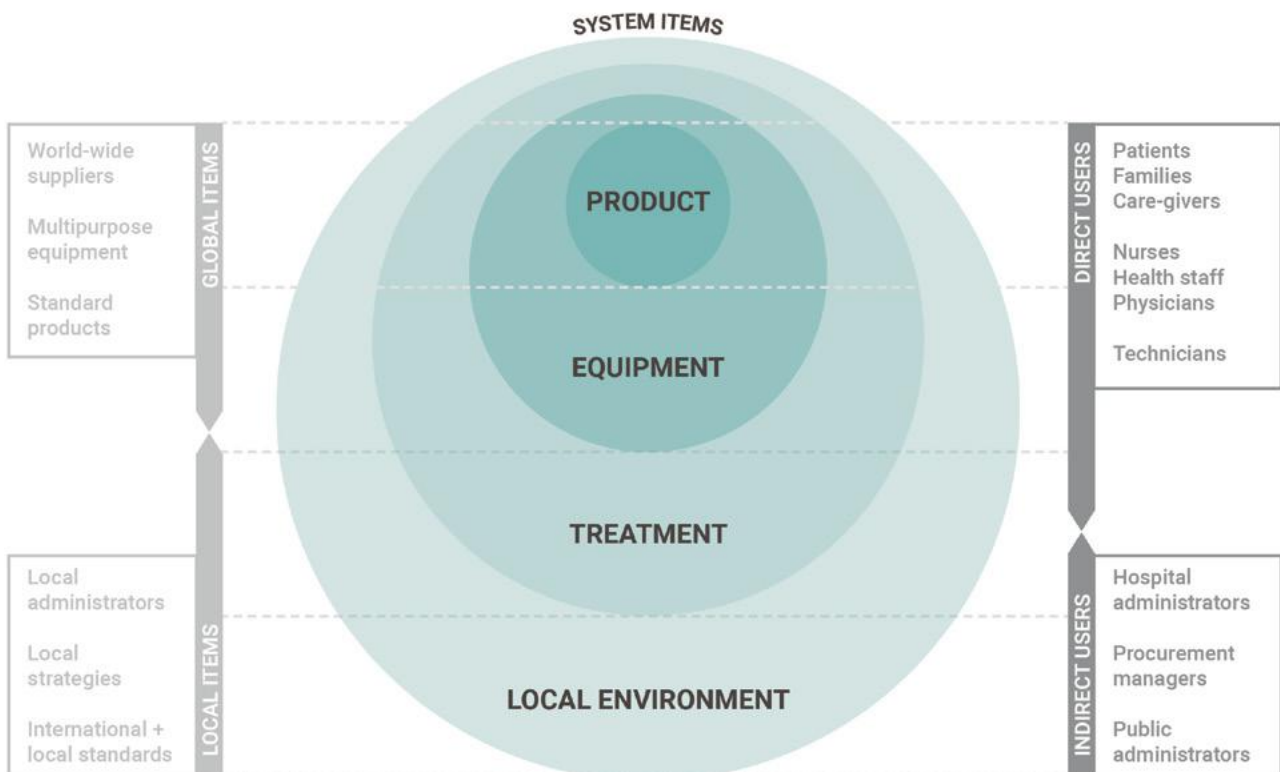 SYSTEM ITEMS
GLOBAL ITEMS
World-wide
suppliers
Multipurpose
equipment
Standard
products
LOCAL ITEMS
Local
administrators
Local
strategies
International +
local standards
PRODUCT
EQUIPMENT
TREATMENT
LOCAL ENVIRONMENT
DIRECT USERS
Patients
Families
Care-givers
Nurses
Health staff
Physicians
Technicians
INDIRECT USERS
Hospital
administrators
Procurement
managers
Public
administrators